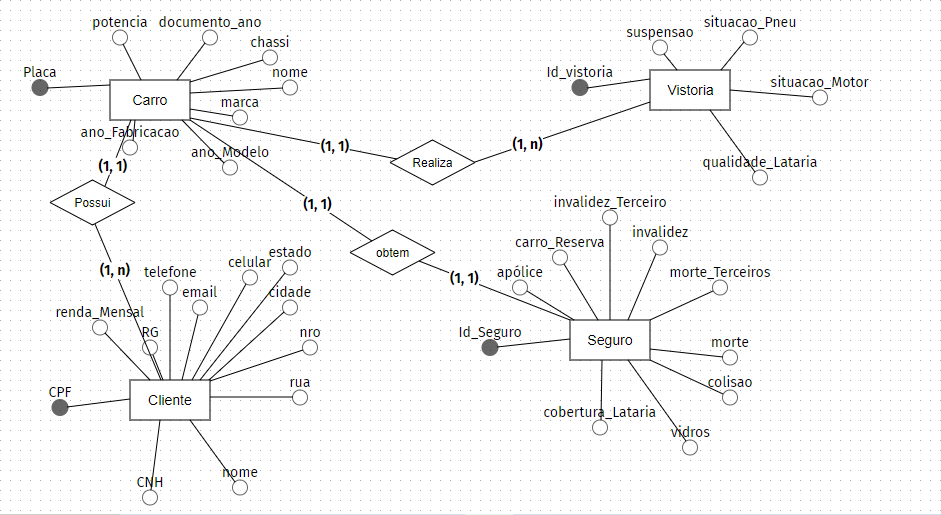 potencia
documento_ano
chassi
Placa
nome
Carro
marca
ano_Fabricacao
ano_Modelo
(1, 1)
Possui
(1, n)
(1, 1)
Realiza
(1, n)
suspensao
situacao_Pneu
Id_vistoria
situacao_Motor
Vistoria
qualidade_Lataria
(1, 1)
obtem
(1, 1)
telefone
celular
estado
email
cidade
renda_Mensal
RG
nro
rua
CPF
Cliente
CNH
nome
invalidez_Terceiro
carro_Reserva
invalidez
apólice
morte_Terceiros
Id_Seguro
Seguro
morte
colisao
cobertura_Lataria
vidros